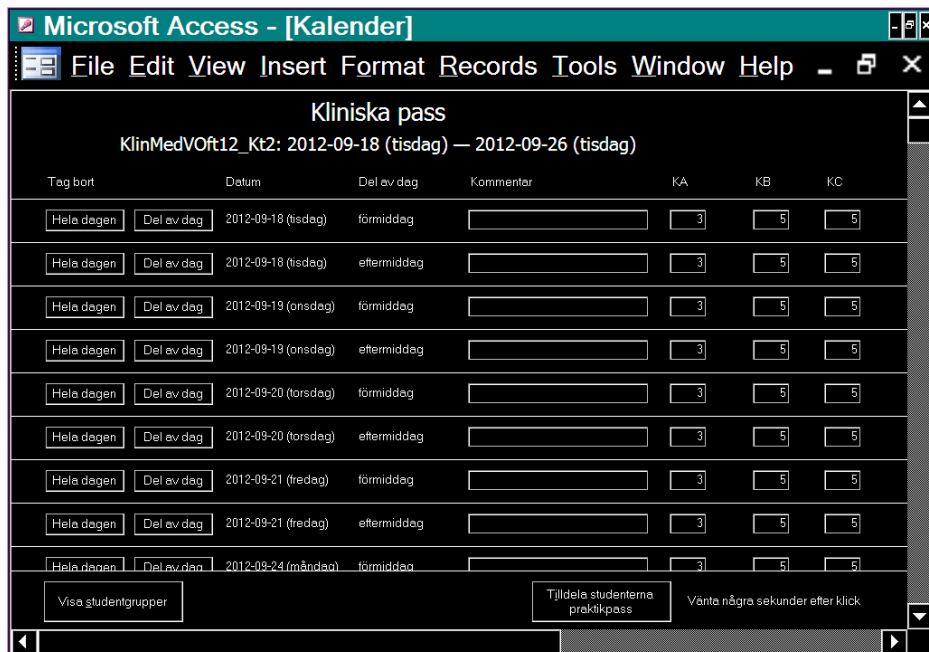 Microsoft Access - [Kalender]
File Edit View Insert Format Records Tools Window Help
Kliniska pass
KlinMedVOft12_Kt2: 2012-09-18 (tisdag) — 2012-09-26 (tisdag)
Tag bort Datum Del av dag Kommentar KA KB KC
Hela dagen Del av dag 2012-09-18 (tisdag) förmiddag 3 5 5
Hela dagen Del av dag 2012-09-18 (tisdag) eftermiddag 3 5 5
Hela dagen Del av dag 2012-09-19 (onsdag) förmiddag 3 5 5
Hela dagen Del av dag 2012-09-19 (onsdag) eftermiddag 3 5 5
Hela dagen Del av dag 2012-09-20 (torsdag) förmiddag 3 5 5
Hela dagen Del av dag 2012-09-20 (torsdag) eftermiddag 3 5 5
Hela dagen Del av dag 2012-09-21 (fredag) förmiddag 3 5 5
Hela dagen Del av dag 2012-09-21 (fredag) eftermiddag 3 5 5
Hela dagen Del av dag 2012-09-24 (måndag) förmiddag 3 5 5
Visa studentgrupper
Tilldela studenterna
praktikpass
Vänta några sekunder efter klick